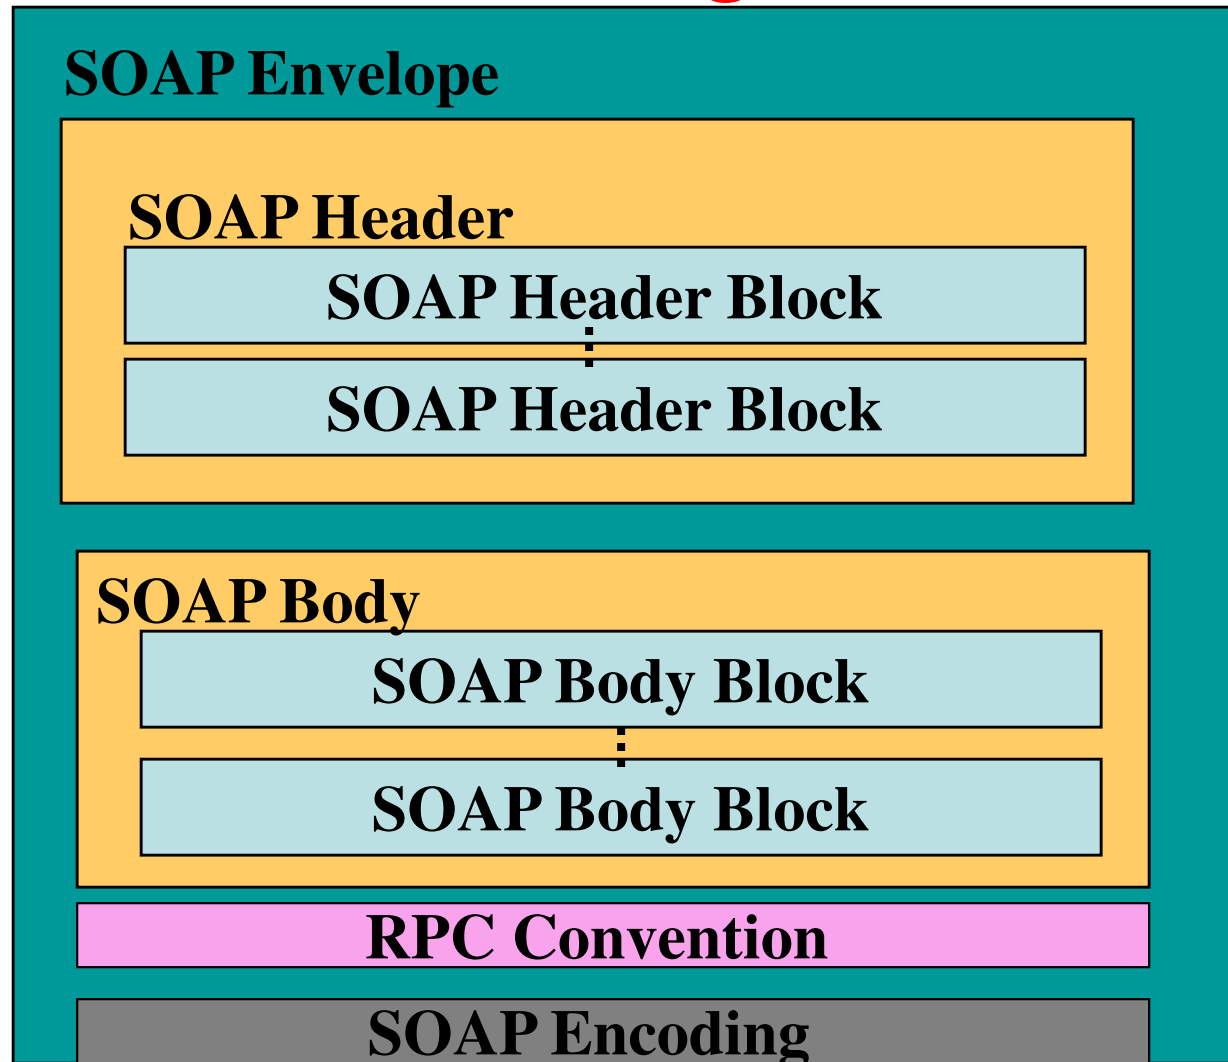 SOAP Envelope
SOAP Header
SOAP Header Block
SOAP Header Block
SOAP Body
SOAP Body Block
SOAP Body Block
RPC Convention
SOAP Encoding